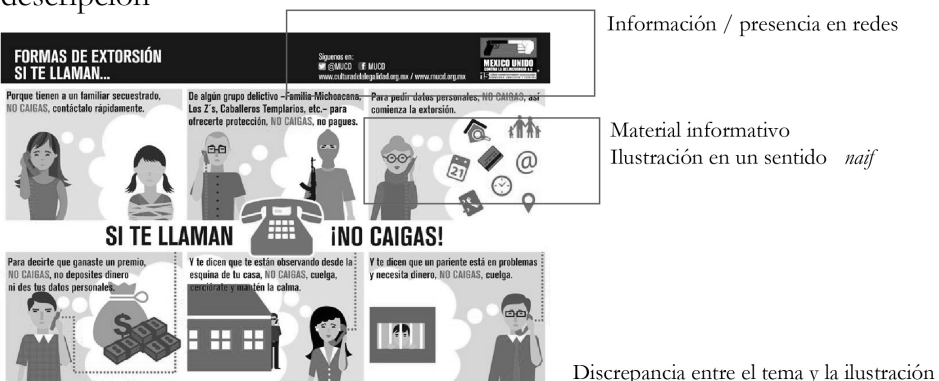 descripción
Información / presencia en redes
FORMAS DE EXTORSIÓN
SI TE LLAMAN...
Síguenos en:
@MUCD MUCD
www.culturadelalegalidad.org.mx / www.mucd.org.mx
MEXICO UNIDO
CONTRA LA DELINCUENCIA A.C.
15
Porque tienen a un familiar secuestrado,
NO CAIGAS, contáctalo rápidamente.
De algún grupo delictivo –Familia Michoacana,
Los Z´s, Caballeros Templarios, etc.– para
ofrecerte protección, NO CAIGAS, no pagues.
Para pedir datos personales, NO CAIGAS, así
comienza la extorsión.
21
@
Material informativo
Ilustración en un sentido naif
SI TE LLAMAN ¡NO CAIGAS!
Para decirte que ganaste un premio,
NO CAIGAS, no deposites dinero
ni des tus datos personales.
$
Y te dicen que te están observando desde la
esquina de tu casa, NO CAIGAS, cuelga,
cerciórate y mantén la calma.
Y te dicen que un pariente está en problemas
y necesita dinero, NO CAIGAS, cuelga.
Discrepancia entre el tema y la ilustración